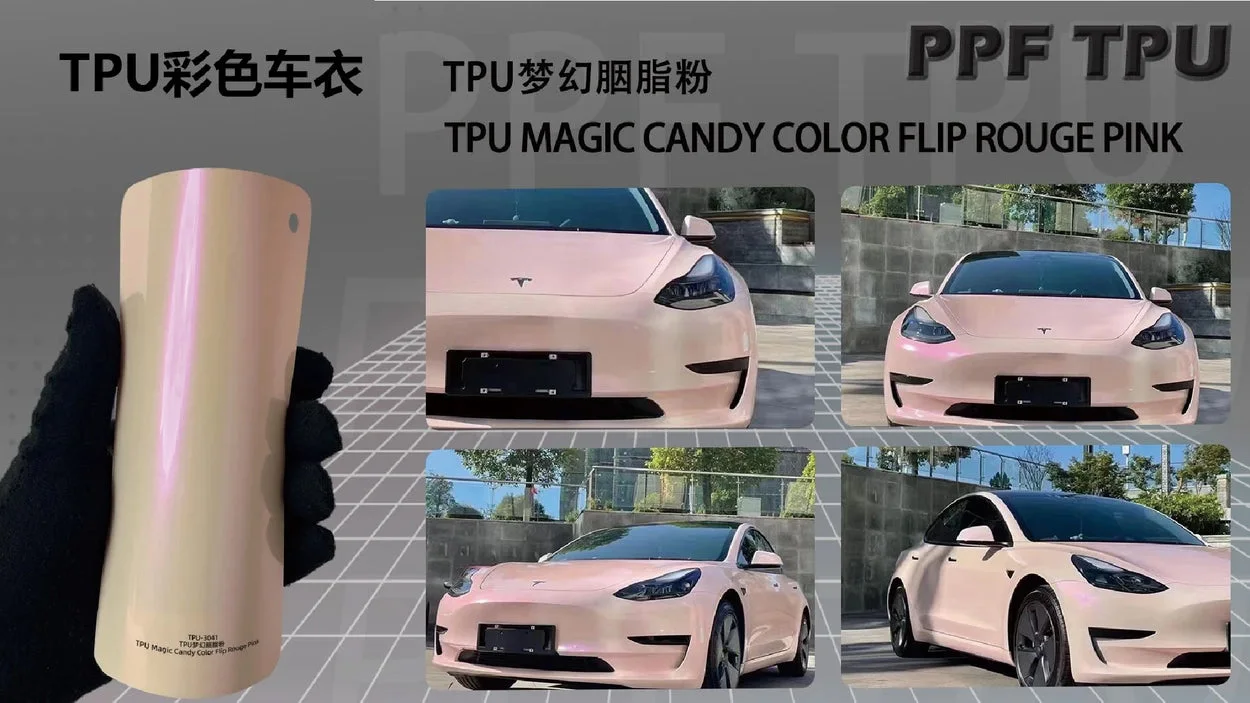 TPU彩色车衣
TPU梦幻胭脂粉
TPU MAGIC CANDY COLOR FLIP ROUGE PINK
PPF TPU
PPF TPU
TPU-3041
TPU梦幻胭脂粉
TPU Magic Candy Color Flip Rouge Pink